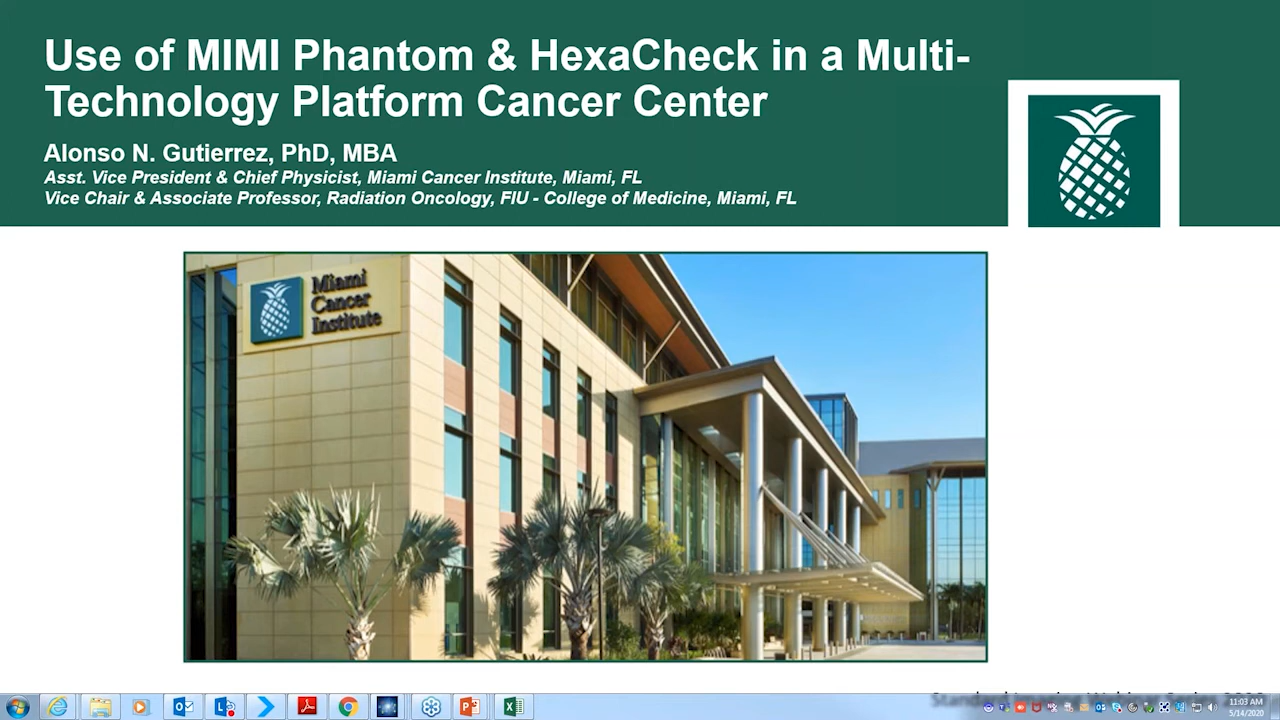 Use of MIMI Phantom & HexaCheck in a Multi-
Technology Platform Cancer Center
Alonso N. Gutierrez, PhD, MBA
Asst. Vice President & Chief Physicist, Miami Cancer Institute, Miami, FL
Vice Chair & Associate Professor, Radiation Oncology, FIU - College of Medicine, Miami, FL
Miami
Cancer
Institute
11:03 AM
5/14/2020